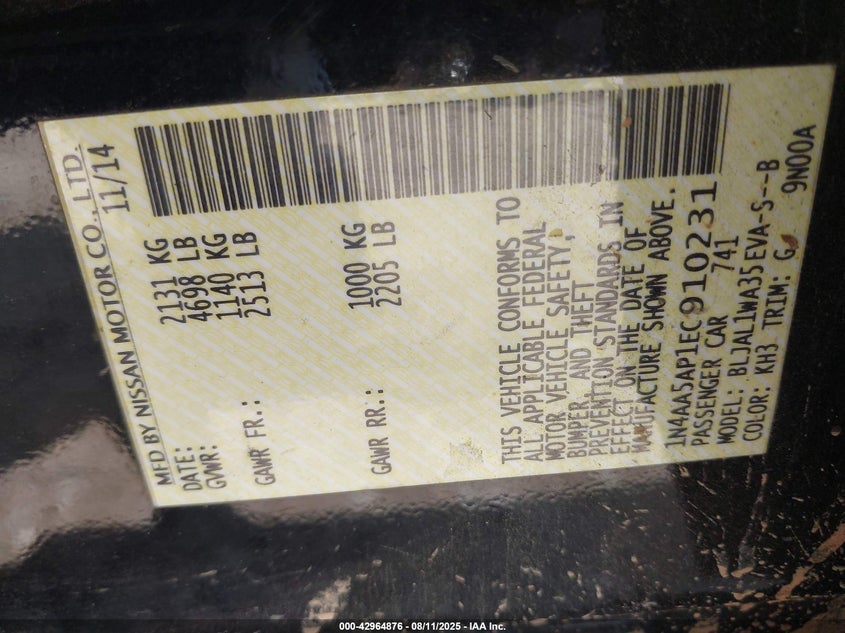 MFD BY NISSAN MOTOR CO., LTD.
DATE: 11/14
GVWR: 2131 KG
4698 LB
GAWR FR.: 1140 KG
2513 LB
GAWR RR.: 1000 KG
2205 LB
THIS VEHICLE CONFORMS TO
ALL APPLICABLE FEDERAL
MOTOR VEHICLE SAFETY,
BUMPER AND THEFT
PREVENTION STANDARDS IN
EFFECT ON THE DATE OF
MANUFACTURE SHOWN ABOVE.
1N4AA5AP1EC910231
PASSENGER CAR 741
MODEL: BLJAL1WA35EVA-S---B
COLOR: KH3 TRIM: G 9N00A
000-42964876 - 08/11/2025 - IAA Inc.